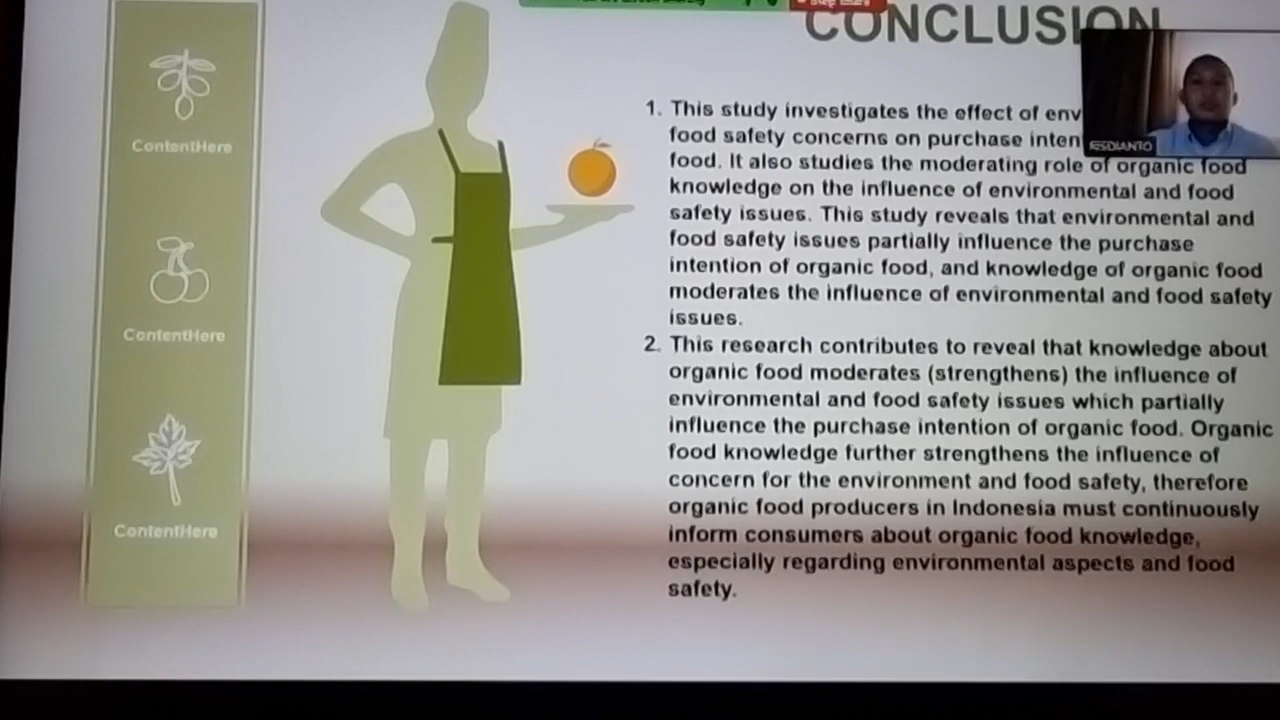 CONCLUSION
ContentHere
ContentHere
ContentHere
1. This study investigates the effect of env
food safety concerns on purchase inten
food. It also studies the moderating role of organic food
knowledge on the influence of environmental and food
safety issues. This study reveals that environmental and
food safety issues partially influence the purchase
intention of organic food, and knowledge of organic food
moderates the influence of environmental and food safety
issues.
2. This research contributes to reveal that knowledge about
organic food moderates (strengthens) the influence of
environmental and food safety issues which partially
influence the purchase intention of organic food. Organic
food knowledge further strengthens the influence of
concern for the environment and food safety, therefore
organic food producers in Indonesia must continuously
inform consumers about organic food knowledge,
especially regarding environmental aspects and food
safety.